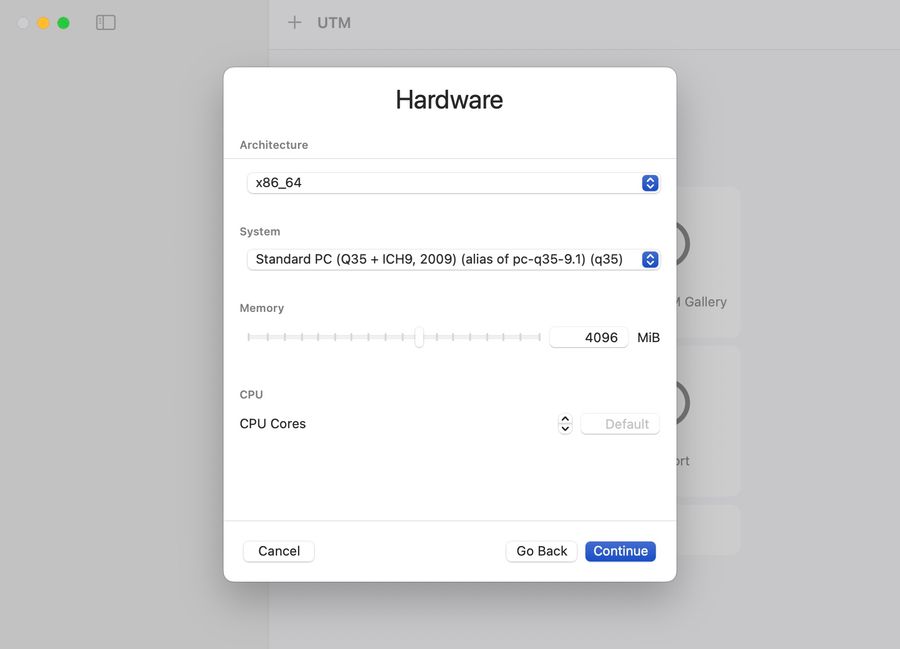 UTM
Hardware
Architecture
x86_64
System
Standard PC (Q35 + ICH9, 2009) (alias of pc-q35-9.1) (q35)
Memory
4096 MiB
CPU
CPU Cores
Default
Gallery
Cancel
Go Back
Continue